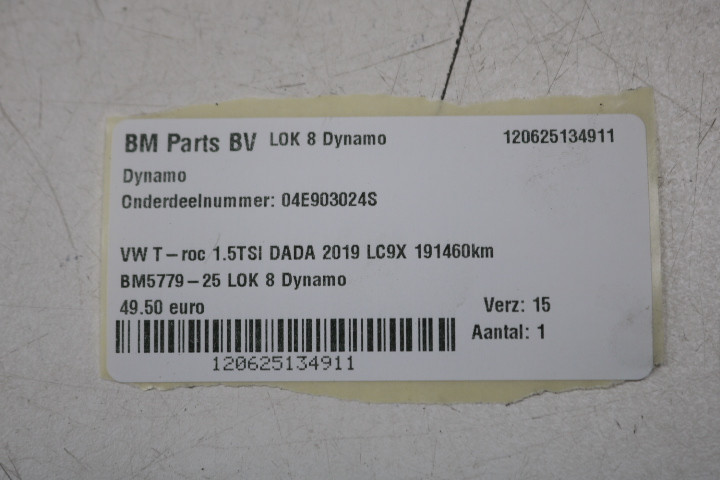 BM Parts BV LOK 8 Dynamo 120625134911
Dynamo
Onderdeelnummer: 04E903024S
VW T-roc 1.5TSI DADA 2019 LC9X 191460km
BM5779-25 LOK 8 Dynamo
49.50 euro Verz: 15
Aantal: 1
120625134911